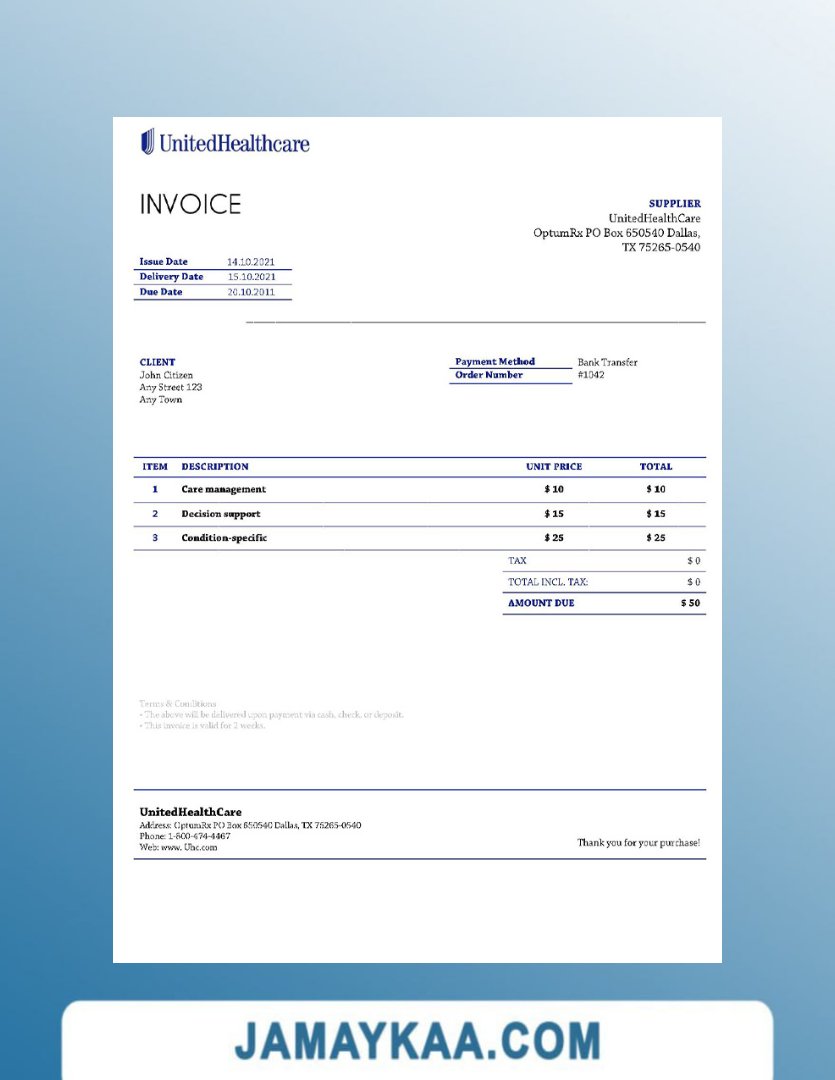 UnitedHealthcare
INVOICE
SUPPLIER
UnitedHealthCare
OptumRx PO Box 650540 Dallas,
TX 75265-0540
Issue Date 14.10.2021
Delivery Date 15.10.2021
Due Date 20.10.2011
CLIENT
John Citizen
Any Street 123
Any Town
Payment Method Bank Transfer
Order Number #1042
ITEM DESCRIPTION UNIT PRICE TOTAL
1 Care management $ 10 $ 10
2 Decision support $ 15 $ 15
3 Condition-specific $ 25 $ 25
TAX $ 0
TOTAL INCL. TAX: $ 0
AMOUNT DUE $ 50
Terms & Conditions
• The above will be delivered upon payment via cash, check, or deposit.
• This invoice is valid for 2 weeks.
UnitedHealthCare
Address: OptumRx PO Box 650540 Dallas, TX 75265-0540
Phone: 1-800-474-4467
Web: www. Uhc.com
Thank you for your purchase!
JAMAYKAA.COM